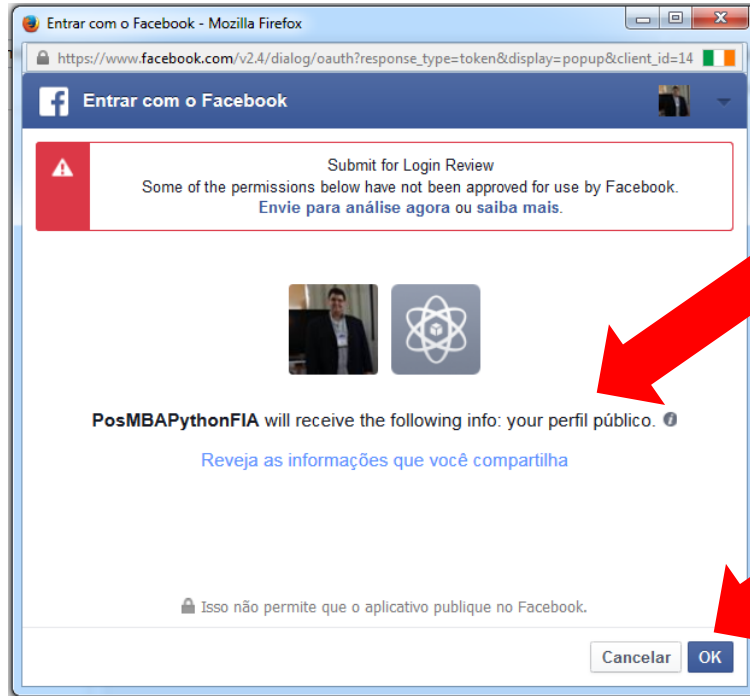 Entrar com o Facebook - Mozilla Firefox
https://www.facebook.com/v2.4/dialog/oauth?response_type=token&display=popup&client_id=14
Entrar com o Facebook
Submit for Login Review
Some of the permissions below have not been approved for use by Facebook.
Envie para análise agora ou saiba mais.
PosMBAPythonFIA will receive the following info: your perfil público.
Reveja as informações que você compartilha
Isso não permite que o aplicativo publique no Facebook.
Cancelar OK